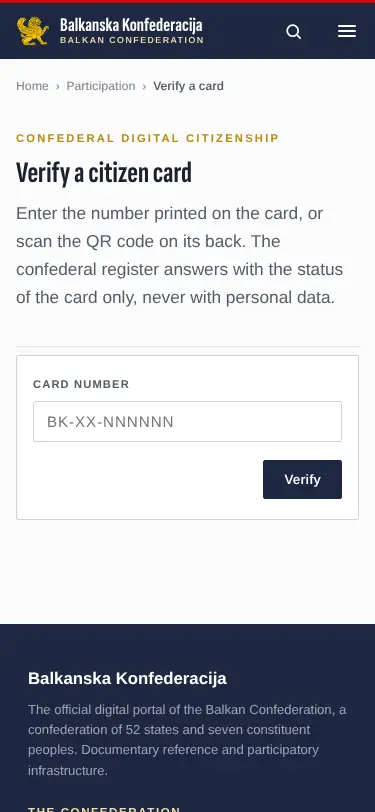 Balkanska Konfederacija
BALKAN CONFEDERATION
Home › Participation › Verify a card
CONFEDERAL DIGITAL CITIZENSHIP
Verify a citizen card
Enter the number printed on the card, or
scan the QR code on its back. The
confederal register answers with the status
of the card only, never with personal data.
CARD NUMBER
BK-XX-NNNNNN
Verify
Balkanska Konfederacija
The official digital portal of the Balkan Confederation, a
confederation of 52 states and seven constituent
peoples. Documentary reference and participatory
infrastructure.
THE CONFEDERATION